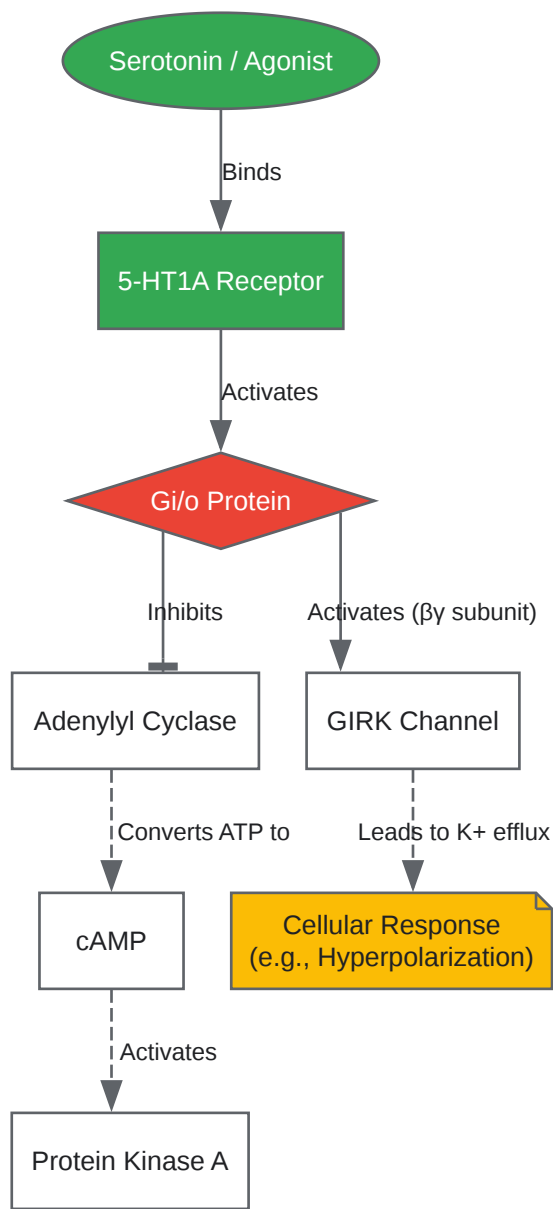 Serotonin / Agonist
Binds
5-HT1A Receptor
Activates
Gi/o Protein
Inhibits
Activates (βγ subunit)
Adenylyl Cyclase
GIRK Channel
Converts ATP to
Leads to K+ efflux
cAMP
Cellular Response
(e.g., Hyperpolarization)
Activates
Protein Kinase A